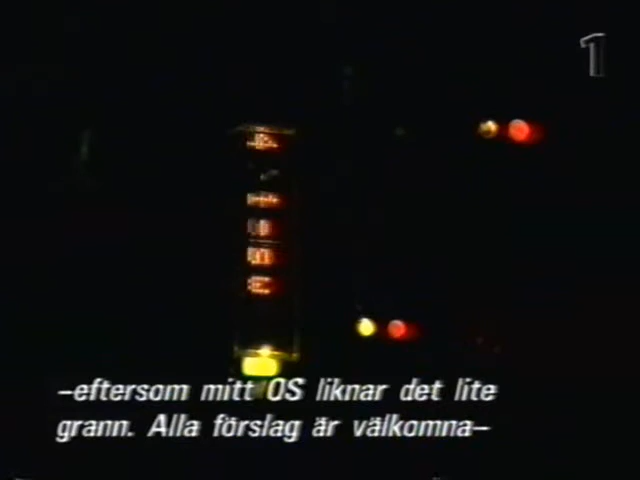 1
–eftersom mitt OS liknar det lite
grann. Alla förslag är välkomna–